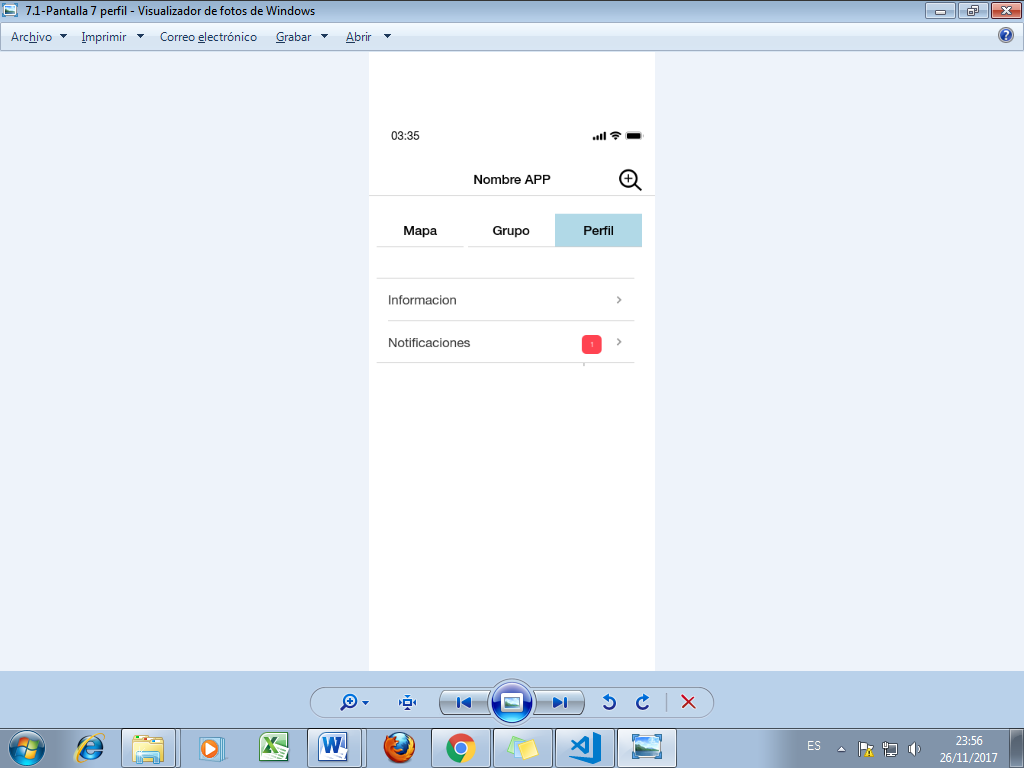 7.1-Pantalla 7 perfil - Visualizador de fotos de Windows
Archivo Imprimir Correo electrónico Grabar Abrir
03:35
Nombre APP
Mapa Grupo Perfil
Informacion
Notificaciones 1
ES 23:56
26/11/2017